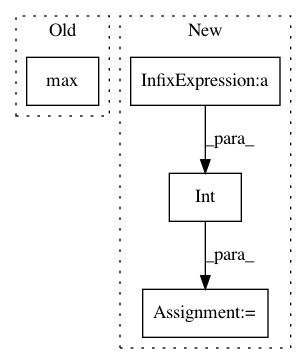 Old New
max InfixExpression:a
_para_
Int
_para_
Assignment:=